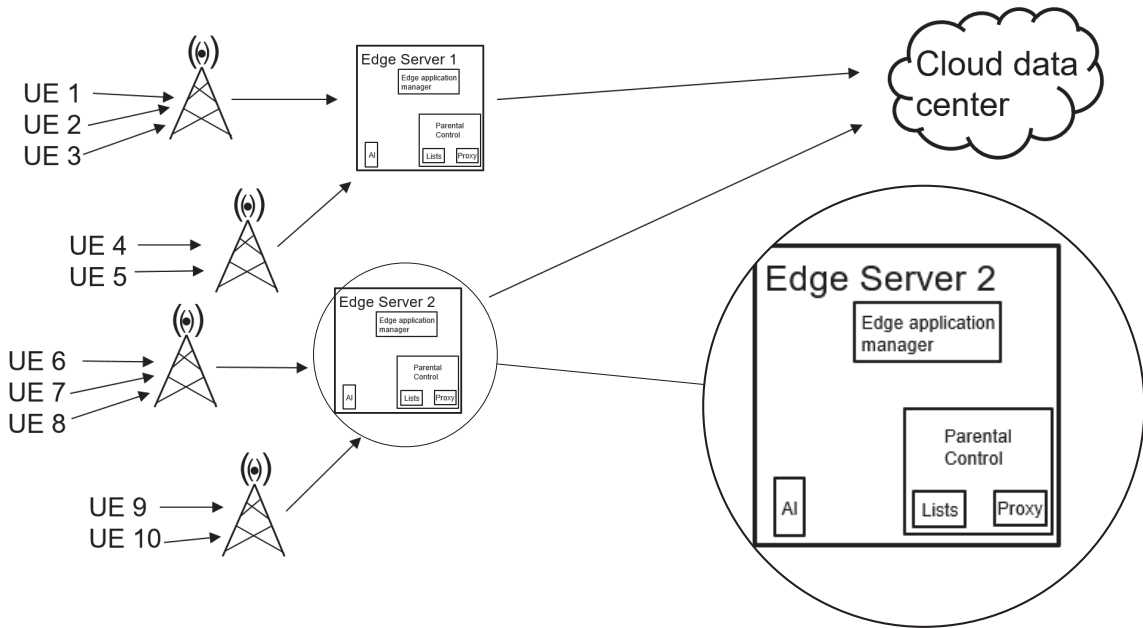 UE 1
UE 2
UE 3
Edge Server 1
Edge application
manager
Parental
Control
AI
Lists
Proxy
Cloud data
center
UE 4
UE 5
UE 6
UE 7
UE 8
Edge Server 2
Edge application
manager
Parental
Control
AI
Lists
Proxy
UE 9
UE 10
Edge Server 2
Edge application
manager
Parental
Control
AI
Lists
Proxy